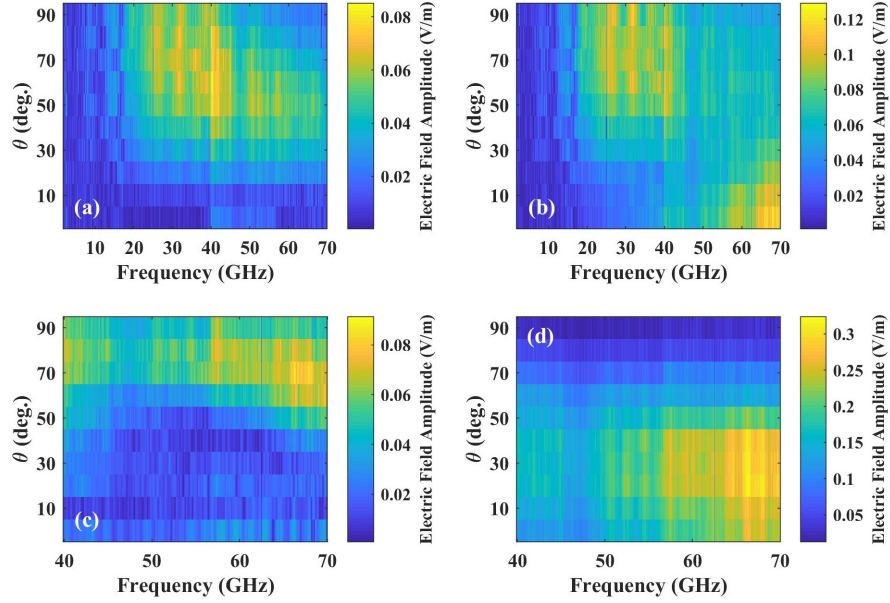 90
70
50
30
10
θ (deg.)
(a)
10 20 30 40 50 60 70
Frequency (GHz)
0.08
0.06
0.04
0.02
Electric Field Amplitude (V/m)
90
70
50
30
10
θ (deg.)
(b)
10 20 30 40 50 60 70
Frequency (GHz)
0.12
0.1
0.08
0.06
0.04
0.02
Electric Field Amplitude (V/m)
90
70
50
30
10
θ (deg.)
(c)
40 50 60 70
Frequency (GHz)
0.08
0.06
0.04
0.02
Electric Field Amplitude (V/m)
90
70
50
30
10
θ (deg.)
(d)
40 50 60 70
Frequency (GHz)
0.3
0.25
0.2
0.15
0.1
0.05
Electric Field Amplitude (V/m)